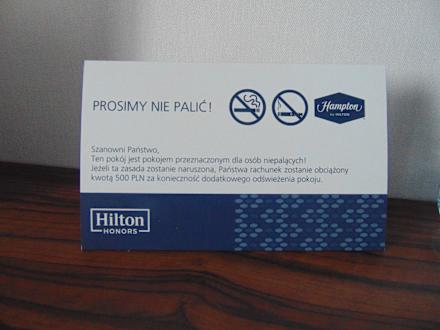 PROSIMY NIE PALIĆ!
Hampton
BY HILTON
Szanowni Państwo,
Ten pokój jest pokojem przeznaczonym dla osób niepalących!
Jeżeli ta zasada zostanie naruszona, Państwa rachunek zostanie obciążony
kwotą 500 PLN za konieczność dodatkowego odświeżenia pokoju.
Hilton
HONORS